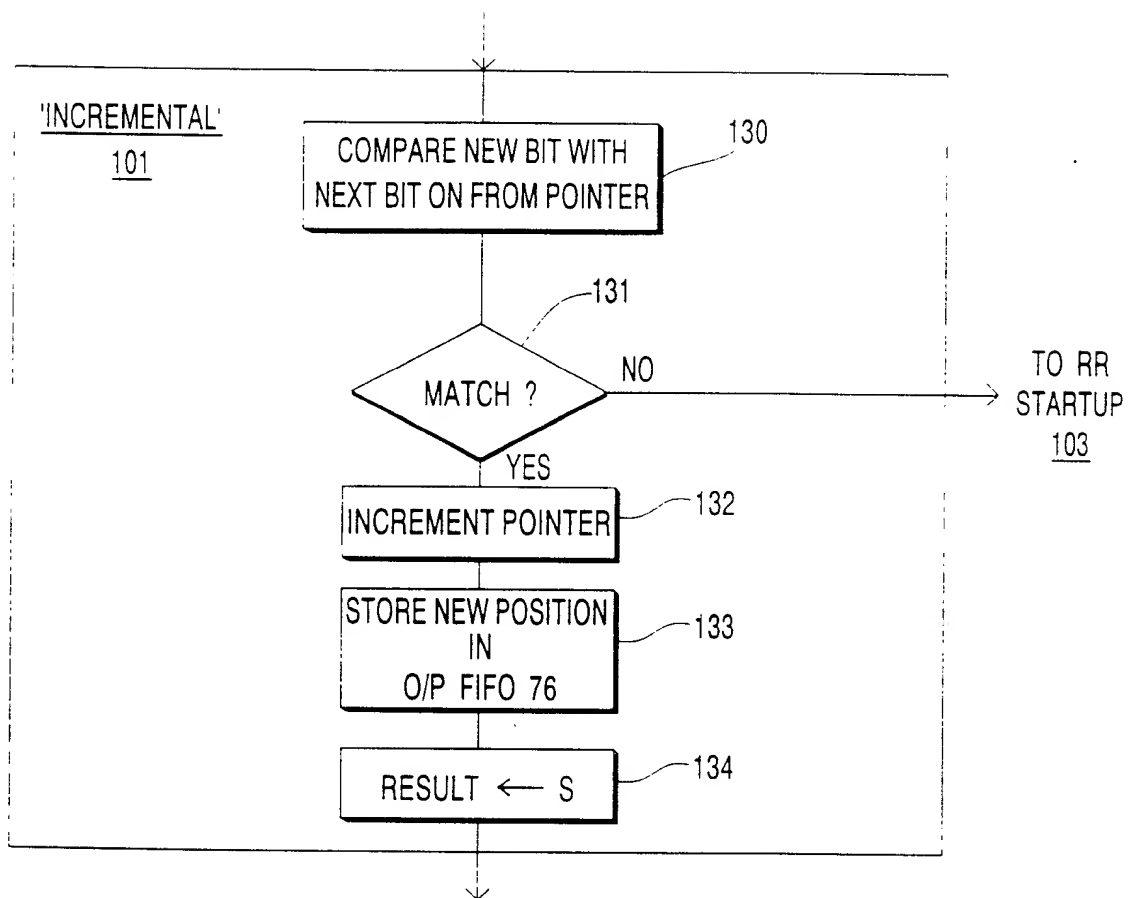 'INCREMENTAL'
101
COMPARE NEW BIT WITH
NEXT BIT ON FROM POINTER
130
131
MATCH ?
NO
TO RR
STARTUP
103
YES
INCREMENT POINTER
132
STORE NEW POSITION
IN
O/P FIFO 76
133
RESULT ← S
134